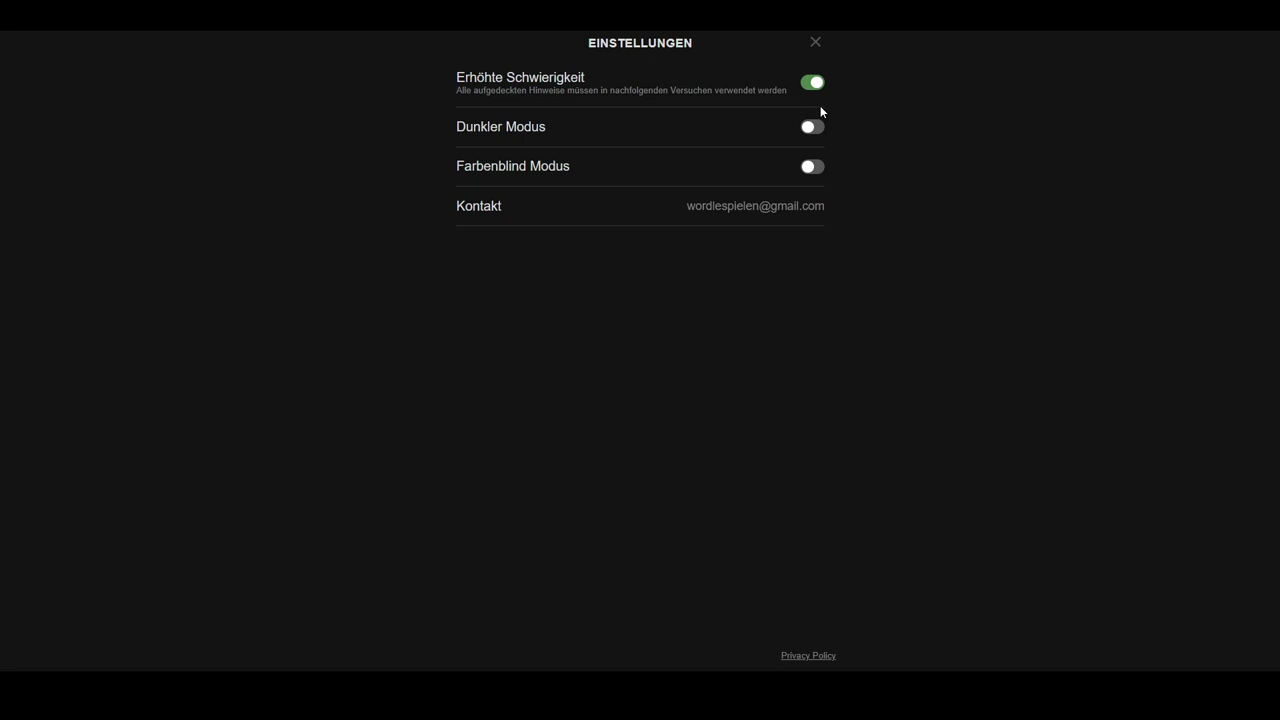 EINSTELLUNGEN
Erhöhte Schwierigkeit
Alle aufgedeckten Hinweise müssen in nachfolgenden Versuchen verwendet werden
Dunkler Modus
Farbenblind Modus
Kontakt wordlespielen@gmail.com
Privacy Policy